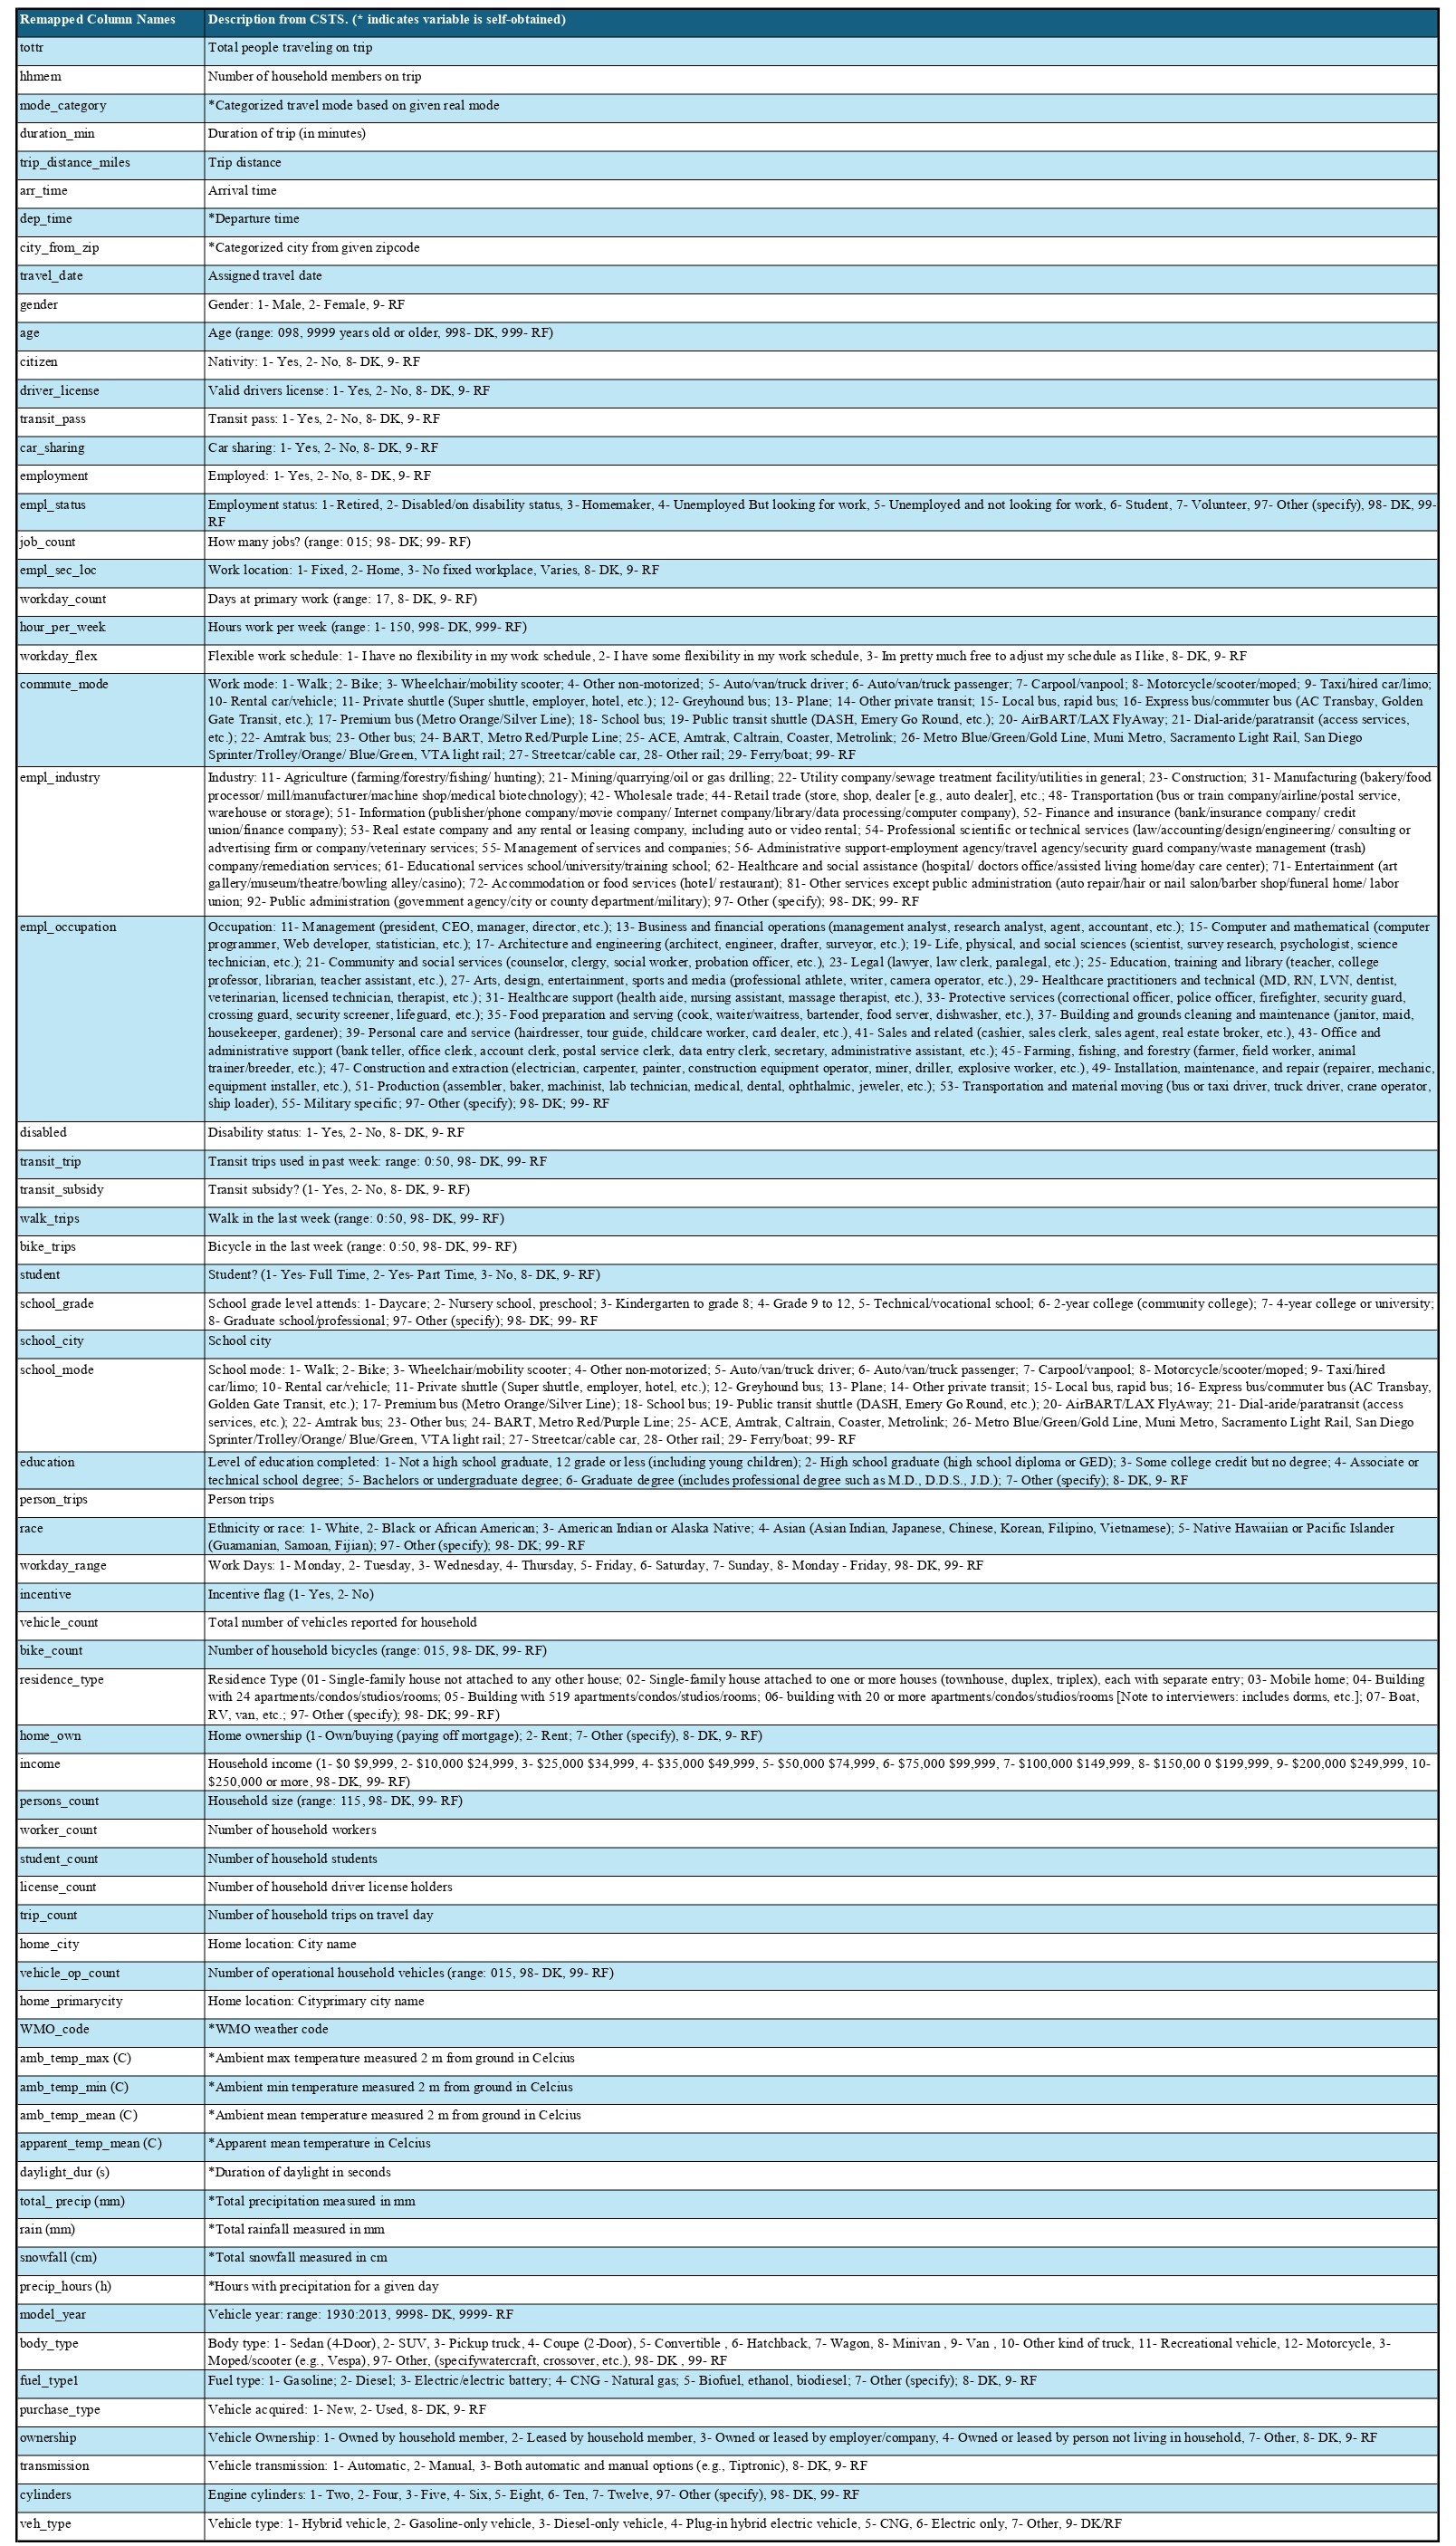 Remapped Column Names Description from CSTS. (* indicates variable is self-obtained)
tottr Total people traveling on trip
hhmem Number of household members on trip
mode_category *Categorized travel mode based on given real mode
duration_min Duration of trip (in minutes)
trip_distance_miles Trip distance
arr_time Arrival time
dep_time *Departure time
city_from_zip *Categorized city from given zipcode
travel_date Assigned travel date
gender Gender: 1- Male, 2- Female, 9- RF
age Age (range: 098, 9999 years old or older, 998- DK, 999- RF)
citizen Nativity: 1- Yes, 2- No, 8- DK, 9- RF
driver_license Valid drivers license: 1- Yes, 2- No, 8- DK, 9- RF
transit_pass Transit pass: 1- Yes, 2- No, 8- DK, 9- RF
car_sharing Car sharing: 1- Yes, 2- No, 8- DK, 9- RF
employment Employed: 1- Yes, 2- No, 8- DK, 9- RF
empl_status Employment status: 1- Retired, 2- Disabled/on disability status, 3- Homemaker, 4- Unemployed But looking for work, 5- Unemployed and not looking for work, 6- Student, 7- Volunteer, 97- Other (specify), 98- DK, 99-
RF
job_count How many jobs? (range: 015; 98- DK; 99- RF)
empl_sec_loc Work location: 1- Fixed, 2- Home, 3- No fixed workplace, Varies, 8- DK, 9- RF
workday_count Days at primary work (range: 17, 8- DK, 9- RF)
hour_per_week Hours work per week (range: 1- 150, 998- DK, 999- RF)
workday_flex Flexible work schedule: 1- I have no flexibility in my work schedule, 2- I have some flexibility in my work schedule, 3- Im pretty much free to adjust my schedule as I like, 8- DK, 9- RF
commute_mode Work mode: 1- Walk; 2- Bike; 3- Wheelchair/mobility scooter; 4- Other non-motorized; 5- Auto/van/truck driver; 6- Auto/van/truck passenger; 7- Carpool/vanpool; 8- Motorcycle/scooter/moped; 9- Taxi/hired car/limo;
10- Rental car/vehicle; 11- Private shuttle (Super shuttle, employer, hotel, etc.); 12- Greyhound bus; 13- Plane; 14- Other private transit; 15- Local bus, rapid bus; 16- Express bus/commuter bus (AC Transbay, Golden
Gate Transit, etc.); 17- Premium bus (Metro Orange/Silver Line); 18- School bus; 19- Public transit shuttle (DASH, Emery Go Round, etc.); 20- AirBART/LAX FlyAway; 21- Dial-aride/paratransit (access services,
etc.); 22- Amtrak bus; 23- Other bus; 24- BART, Metro Red/Purple Line; 25- ACE, Amtrak, Caltrain, Coaster, Metrolink; 26- Metro Blue/Green/Gold Line, Muni Metro, Sacramento Light Rail, San Diego
Sprinter/Trolley/Orange/ Blue/Green, VTA light rail; 27- Streetcar/cable car, 28- Other rail; 29- Ferry/boat; 99- RF
empl_industry Industry: 11- Agriculture (farming/forestry/fishing/ hunting); 21- Mining/quarrying/oil or gas drilling; 22- Utility company/sewage treatment facility/utilities in general; 23- Construction; 31- Manufacturing (bakery/food
processor/ mill/manufacturer/machine shop/medical biotechnology); 42- Wholesale trade; 44- Retail trade (store, shop, dealer [e.g., auto dealer], etc.; 48- Transportation (bus or train company/airline/postal service,
warehouse or storage); 51- Information (publisher/phone company/movie company/ Internet company/library/data processing/computer company), 52- Finance and insurance (bank/insurance company/ credit
union/finance company); 53- Real estate company and any rental or leasing company, including auto or video rental; 54- Professional scientific or technical services (law/accounting/design/engineering/ consulting or
advertising firm or company/veterinary services; 55- Management of services and companies; 56- Administrative support-employment agency/travel agency/security guard company/waste management (trash)
company/remediation services; 61- Educational services school/university/training school; 62- Healthcare and social assistance (hospital/ doctors office/assisted living home/day care center); 71- Entertainment (art
gallery/museum/theatre/bowling alley/casino); 72- Accommodation or food services (hotel/ restaurant); 81- Other services except public administration (auto repair/hair or nail salon/barber shop/funeral home/ labor
union; 92- Public administration (government agency/city or county department/military); 97- Other (specify); 98- DK; 99- RF
empl_occupation Occupation: 11- Management (president, CEO, manager, director, etc.); 13- Business and financial operations (management analyst, research analyst, agent, accountant, etc.); 15- Computer and mathematical (computer
programmer, Web developer, statistician, etc.); 17- Architecture and engineering (architect, engineer, drafter, surveyor, etc.); 19- Life, physical, and social sciences (scientist, survey research, psychologist, science
technician, etc.); 21- Community and social services (counselor, clergy, social worker, probation officer, etc.), 23- Legal (lawyer, law clerk, paralegal, etc.); 25- Education, training and library (teacher, college
professor, librarian, teacher assistant, etc.), 27- Arts, design, entertainment, sports and media (professional athlete, writer, camera operator, etc.), 29- Healthcare practitioners and technical (MD, RN, LVN, dentist,
veterinarian, licensed technician, therapist, etc.); 31- Healthcare support (health aide, nursing assistant, massage therapist, etc.), 33- Protective services (correctional officer, police officer, firefighter, security guard,
crossing guard, security screener, lifeguard, etc.); 35- Food preparation and serving (cook, waiter/waitress, bartender, food server, dishwasher, etc.), 37- Building and grounds cleaning and maintenance (janitor, maid,
housekeeper, gardener); 39- Personal care and service (hairdresser, tour guide, childcare worker, card dealer, etc.), 41- Sales and related (cashier, sales clerk, sales agent, real estate broker, etc.), 43- Office and
administrative support (bank teller, office clerk, account clerk, postal service clerk, data entry clerk, secretary, administrative assistant, etc.); 45- Farming, fishing, and forestry (farmer, field worker, animal
trainer/breeder, etc.); 47- Construction and extraction (electrician, carpenter, painter, construction equipment operator, miner, driller, explosive worker, etc.), 49- Installation, maintenance, and repair (repairer, mechanic,
equipment installer, etc.), 51- Production (assembler, baker, machinist, lab technician, medical, dental, ophthalmic, jeweler, etc.); 53- Transportation and material moving (bus or taxi driver, truck driver, crane operator,
ship loader), 55- Military specific; 97- Other (specify); 98- DK; 99- RF
disabled Disability status: 1- Yes, 2- No, 8- DK, 9- RF
transit_trip Transit trips used in past week: range: 0:50, 98- DK, 99- RF
transit_subsidy Transit subsidy? (1- Yes, 2- No, 8- DK, 9- RF)
walk_trips Walk in the last week (range: 0:50, 98- DK, 99- RF)
bike_trips Bicycle in the last week (range: 0:50, 98- DK, 99- RF)
student Student? (1- Yes- Full Time, 2- Yes- Part Time, 3- No, 8- DK, 9- RF)
school_grade School grade level attends: 1- Daycare; 2- Nursery school, preschool; 3- Kindergarten to grade 8; 4- Grade 9 to 12, 5- Technical/vocational school; 6- 2-year college (community college); 7- 4-year college or university;
8- Graduate school/professional; 97- Other (specify); 98- DK; 99- RF
school_city School city
school_mode School mode: 1- Walk; 2- Bike; 3- Wheelchair/mobility scooter; 4- Other non-motorized; 5- Auto/van/truck driver; 6- Auto/van/truck passenger; 7- Carpool/vanpool; 8- Motorcycle/scooter/moped; 9- Taxi/hired
car/limo; 10- Rental car/vehicle; 11- Private shuttle (Super shuttle, employer, hotel, etc.); 12- Greyhound bus; 13- Plane; 14- Other private transit; 15- Local bus, rapid bus; 16- Express bus/commuter bus (AC Transbay,
Golden Gate Transit, etc.); 17- Premium bus (Metro Orange/Silver Line); 18- School bus; 19- Public transit shuttle (DASH, Emery Go Round, etc.); 20- AirBART/LAX FlyAway; 21- Dial-aride/paratransit (access
services, etc.); 22- Amtrak bus; 23- Other bus; 24- BART, Metro Red/Purple Line; 25- ACE, Amtrak, Caltrain, Coaster, Metrolink; 26- Metro Blue/Green/Gold Line, Muni Metro, Sacramento Light Rail, San Diego
Sprinter/Trolley/Orange/ Blue/Green, VTA light rail; 27- Streetcar/cable car, 28- Other rail; 29- Ferry/boat; 99- RF
education Level of education completed: 1- Not a high school graduate, 12 grade or less (including young children); 2- High school graduate (high school diploma or GED); 3- Some college credit but no degree; 4- Associate or
technical school degree; 5- Bachelors or undergraduate degree; 6- Graduate degree (includes professional degree such as M.D., D.D.S., J.D.); 7- Other (specify); 8- DK, 9- RF
person_trips Person trips
race Ethnicity or race: 1- White, 2- Black or African American; 3- American Indian or Alaska Native; 4- Asian (Asian Indian, Japanese, Chinese, Korean, Filipino, Vietnamese); 5- Native Hawaiian or Pacific Islander
(Guamanian, Samoan, Fijian); 97- Other (specify); 98- DK; 99- RF
workday_range Work Days: 1- Monday, 2- Tuesday, 3- Wednesday, 4- Thursday, 5- Friday, 6- Saturday, 7- Sunday, 8- Monday - Friday, 98- DK, 99- RF
incentive Incentive flag (1- Yes, 2- No)
vehicle_count Total number of vehicles reported for household
bike_count Number of household bicycles (range: 015, 98- DK, 99- RF)
residence_type Residence Type (01- Single-family house not attached to any other house; 02- Single-family house attached to one or more houses (townhouse, duplex, triplex), each with separate entry; 03- Mobile home; 04- Building
with 24 apartments/condos/studios/rooms; 05- Building with 519 apartments/condos/studios/rooms; 06- building with 20 or more apartments/condos/studios/rooms [Note to interviewers: includes dorms, etc.]; 07- Boat,
RV, van, etc.; 97- Other (specify); 98- DK; 99- RF)
home_own Home ownership (1- Own/buying (paying off mortgage); 2- Rent; 7- Other (specify), 8- DK, 9- RF)
income Household income (1- $0 $9,999, 2- $10,000 $24,999, 3- $25,000 $34,999, 4- $35,000 $49,999, 5- $50,000 $74,999, 6- $75,000 $99,999, 7- $100,000 $149,999, 8- $150,00 0 $199,999, 9- $200,000 $249,999, 10-
$250,000 or more, 98- DK, 99- RF)
persons_count Household size (range: 115, 98- DK, 99- RF)
worker_count Number of household workers
student_count Number of household students
license_count Number of household driver license holders
trip_count Number of household trips on travel day
home_city Home location: City name
vehicle_op_count Number of operational household vehicles (range: 015, 98- DK, 99- RF)
home_primarycity Home location: Cityprimary city name
WMO_code *WMO weather code
amb_temp_max (C) *Ambient max temperature measured 2 m from ground in Celcius
amb_temp_min (C) *Ambient min temperature measured 2 m from ground in Celcius
amb_temp_mean (C) *Ambient mean temperature measured 2 m from ground in Celcius
apparent_temp_mean (C) *Apparent mean temperature in Celcius
daylight_dur (s) *Duration of daylight in seconds
total_ precip (mm) *Total precipitation measured in mm
rain (mm) *Total rainfall measured in mm
snowfall (cm) *Total snowfall measured in cm
precip_hours (h) *Hours with precipitation for a given day
model_year Vehicle year: range: 1930:2013, 9998- DK, 9999- RF
body_type Body type: 1- Sedan (4-Door), 2- SUV, 3- Pickup truck, 4- Coupe (2-Door), 5- Convertible , 6- Hatchback, 7- Wagon, 8- Minivan , 9- Van , 10- Other kind of truck, 11- Recreational vehicle, 12- Motorcycle, 3-
Moped/scooter (e.g., Vespa), 97- Other, (specifywatercraft, crossover, etc.), 98- DK , 99- RF
fuel_type1 Fuel type: 1- Gasoline; 2- Diesel; 3- Electric/electric battery; 4- CNG - Natural gas; 5- Biofuel, ethanol, biodiesel; 7- Other (specify); 8- DK, 9- RF
purchase_type Vehicle acquired: 1- New, 2- Used, 8- DK, 9- RF
ownership Vehicle Ownership: 1- Owned by household member, 2- Leased by household member, 3- Owned or leased by employer/company, 4- Owned or leased by person not living in household, 7- Other, 8- DK, 9- RF
transmission Vehicle transmission: 1- Automatic, 2- Manual, 3- Both automatic and manual options (e.g., Tiptronic), 8- DK, 9- RF
cylinders Engine cylinders: 1- Two, 2- Four, 3- Five, 4- Six, 5- Eight, 6- Ten, 7- Twelve, 97- Other (specify), 98- DK, 99- RF
veh_type Vehicle type: 1- Hybrid vehicle, 2- Gasoline-only vehicle, 3- Diesel-only vehicle, 4- Plug-in hybrid electric vehicle, 5- CNG, 6- Electric only, 7- Other, 9- DK/RF